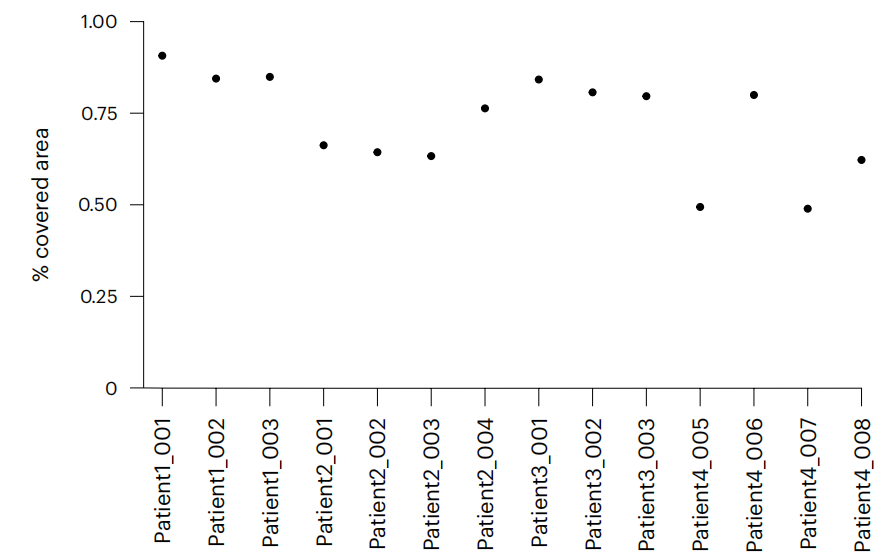 1.00
0.75
0.50
0.25
0
% covered area
Patient1_001
Patient1_002
Patient1_003
Patient2_001
Patient2_002
Patient2_003
Patient2_004
Patient3_001
Patient3_002
Patient3_003
Patient4_005
Patient4_006
Patient4_007
Patient4_008